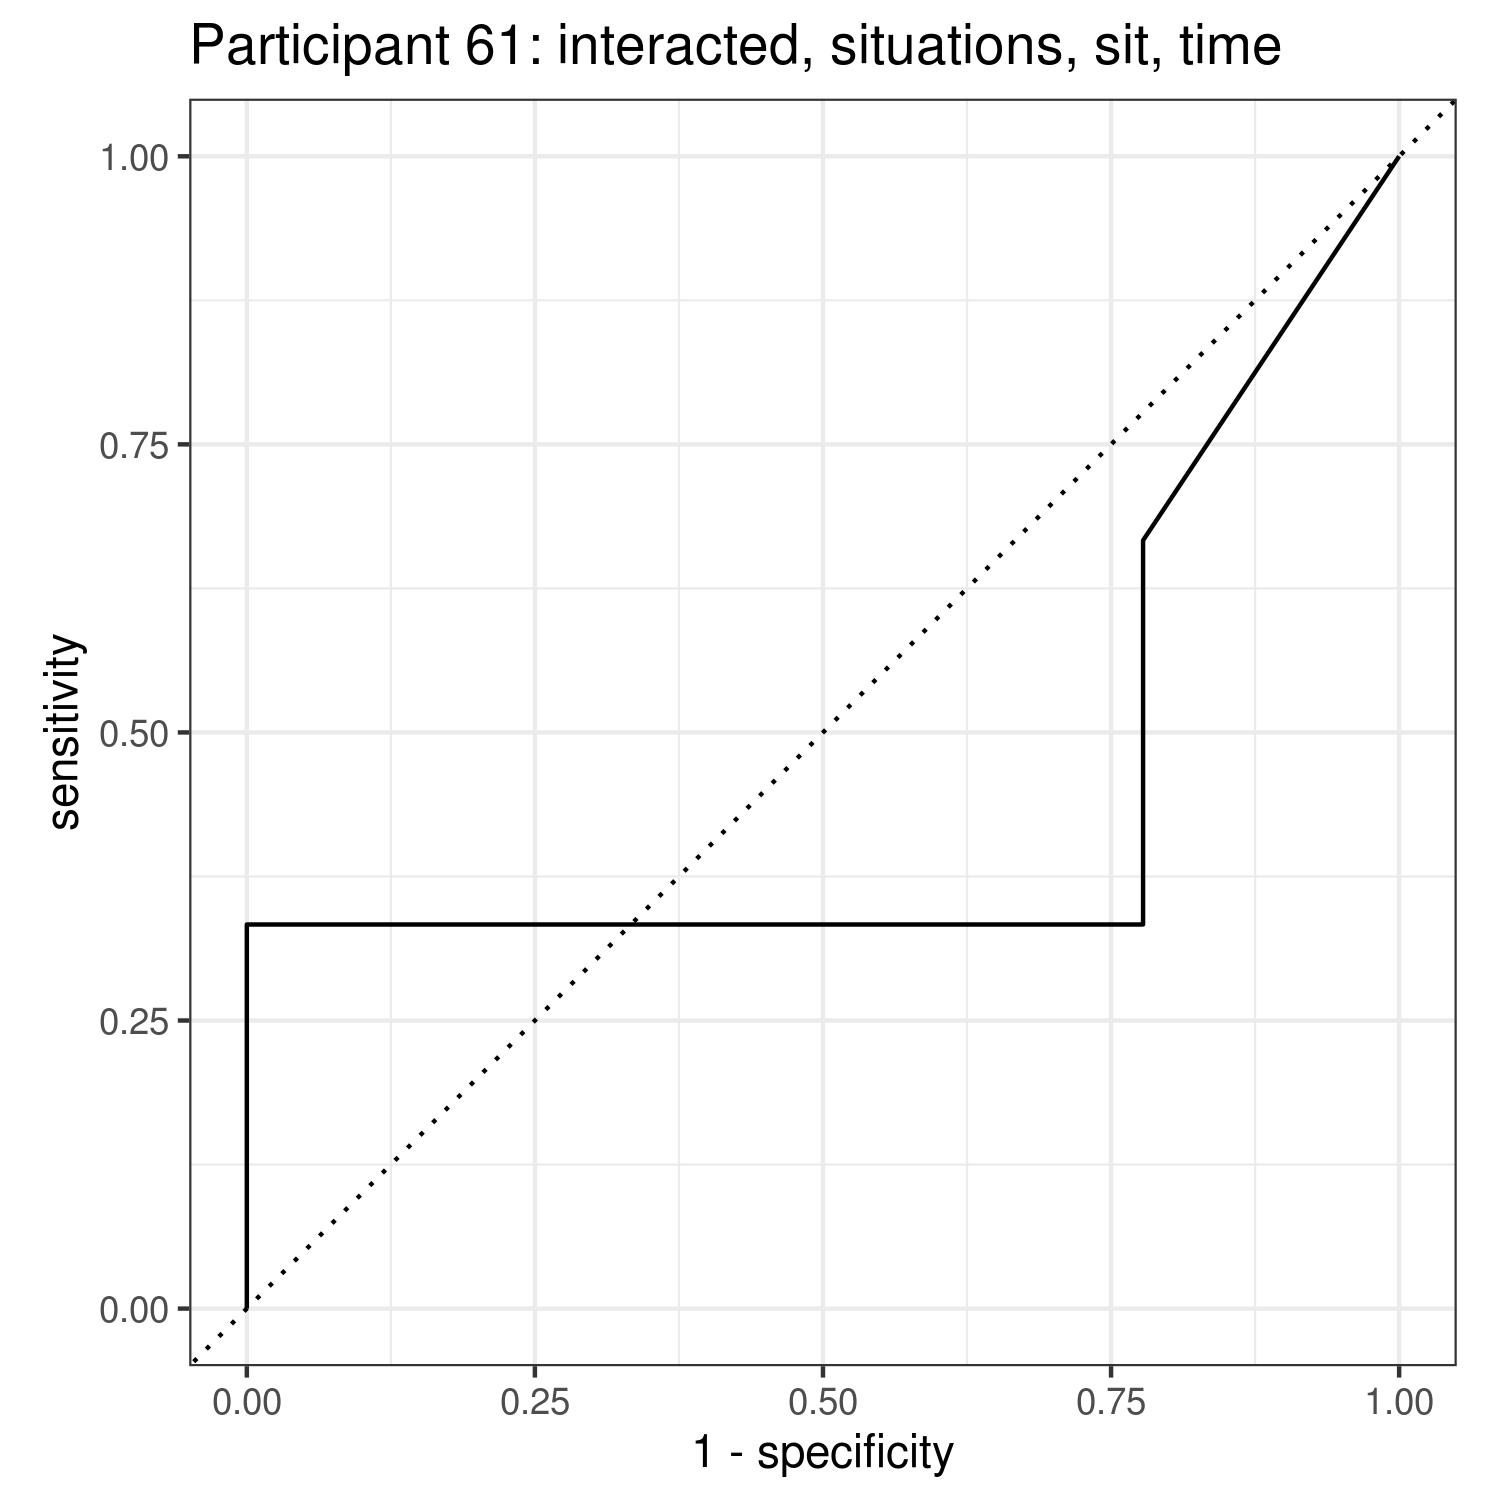 Participant 61: interacted, situations, sit, time
1.00
0.75
0.50
0.25
0.00
sensitivity
0.00 0.25 0.50 0.75 1.00
1 - specificity